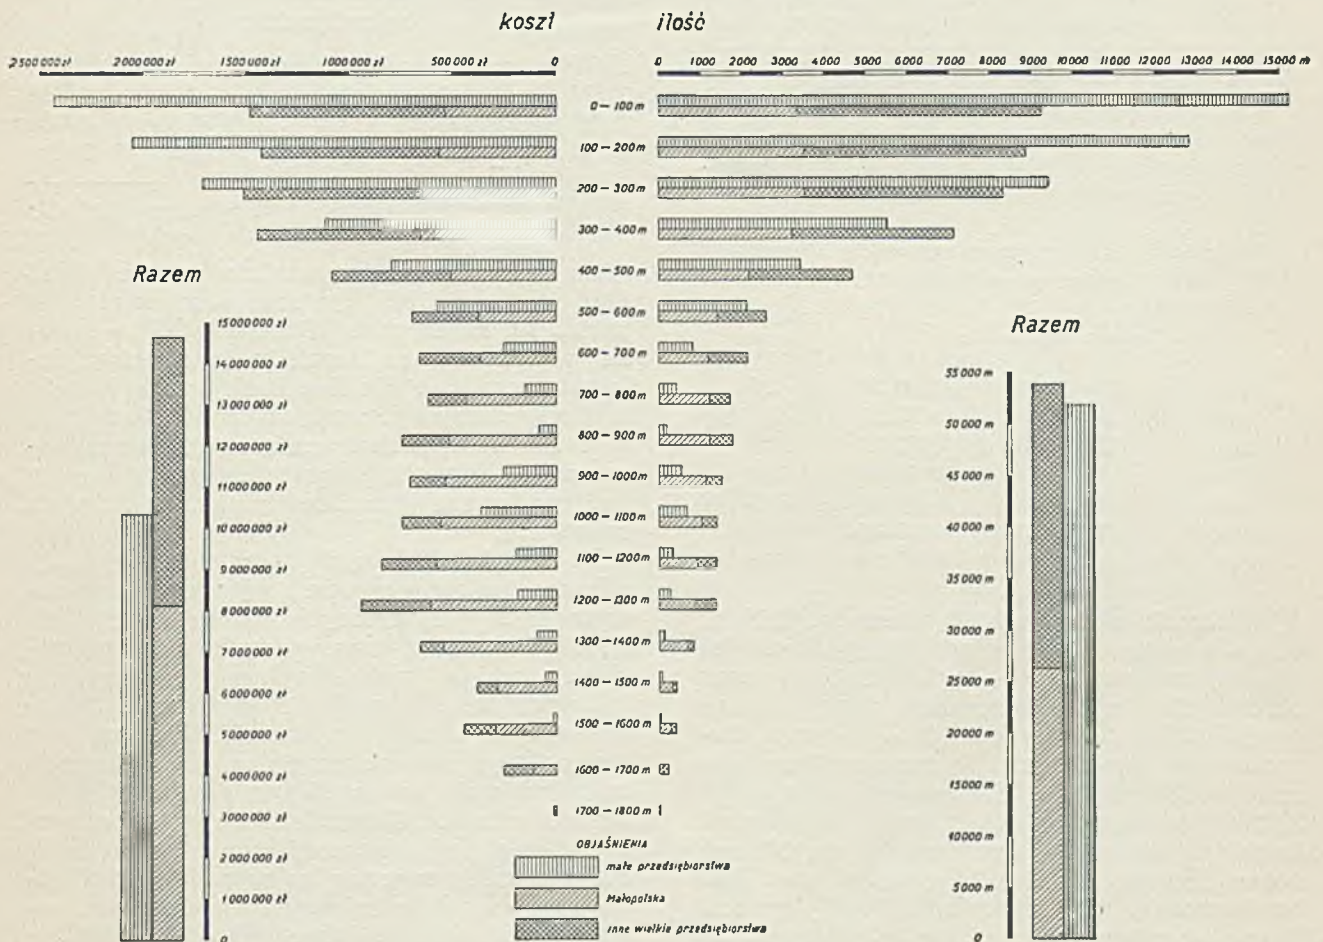 koszt ilość
2500000 zł 2000000 zł 1500000 zł 1000000 zł 500000 zł 0 0 1000 2000 3000 4000 5000 6000 7000 8000 9000 10000 11000 12000 13000 14000 15000 m
0 – 100 m
100 – 200 m
200 – 300 m
300 – 400 m
400 – 500 m
500 – 600 m
600 – 700 m
700 – 800 m
800 – 900 m
900 – 1000 m
1000 – 1100 m
1100 – 1200 m
1200 – 1300 m
1300 – 1400 m
1400 – 1500 m
1500 – 1600 m
1600 – 1700 m
1700 – 1800 m
Razem
15000000 zł
14000000 zł
13000000 zł
12000000 zł
11000000 zł
10000000 zł
9000000 zł
8000000 zł
7000000 zł
6000000 zł
5000000 zł
4000000 zł
3000000 zł
2000000 zł
1000000 zł
0
Razem
55000 m
50000 m
45000 m
40000 m
35000 m
30000 m
25000 m
20000 m
15000 m
10000 m
5000 m
0
OBJAŚNIENIA
małe przedsiębiorstwa
Małopolska
Inne wielkie przedsiębiorstwa